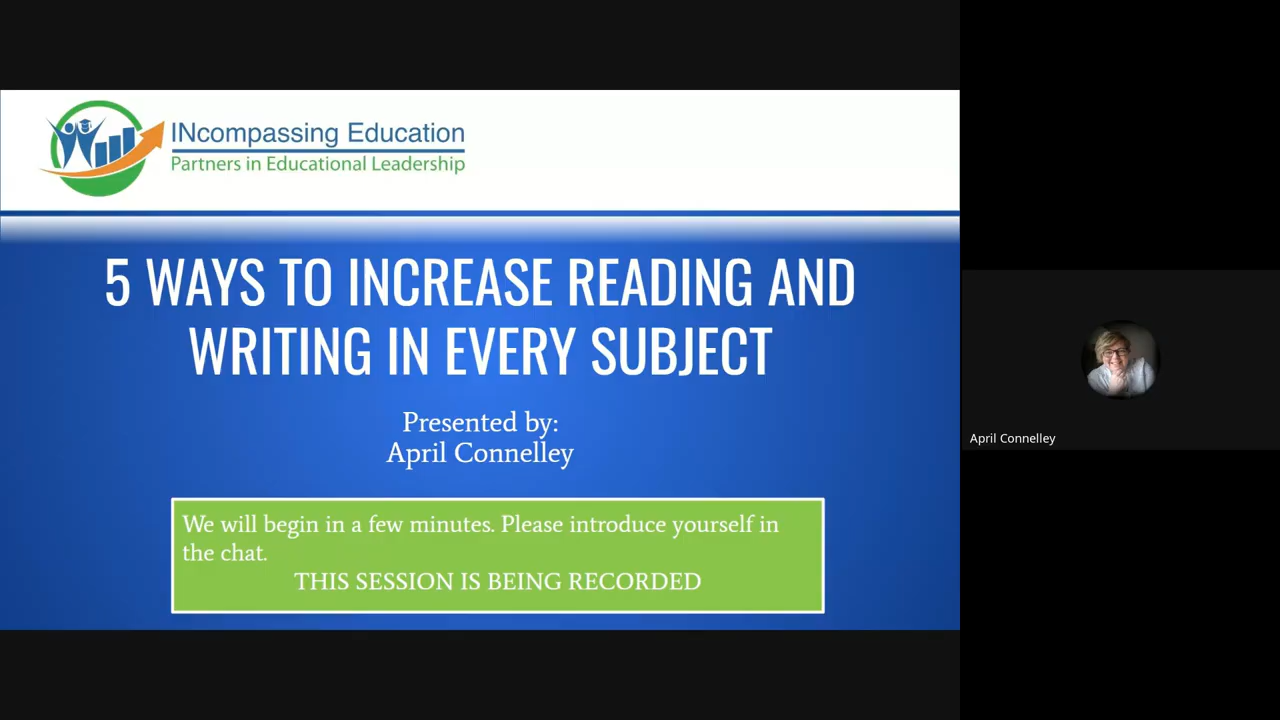 INcompassing Education
Partners in Educational Leadership
5 WAYS TO INCREASE READING AND
WRITING IN EVERY SUBJECT
Presented by:
April Connelley
We will begin in a few minutes. Please introduce yourself in
the chat.
THIS SESSION IS BEING RECORDED
April Connelley